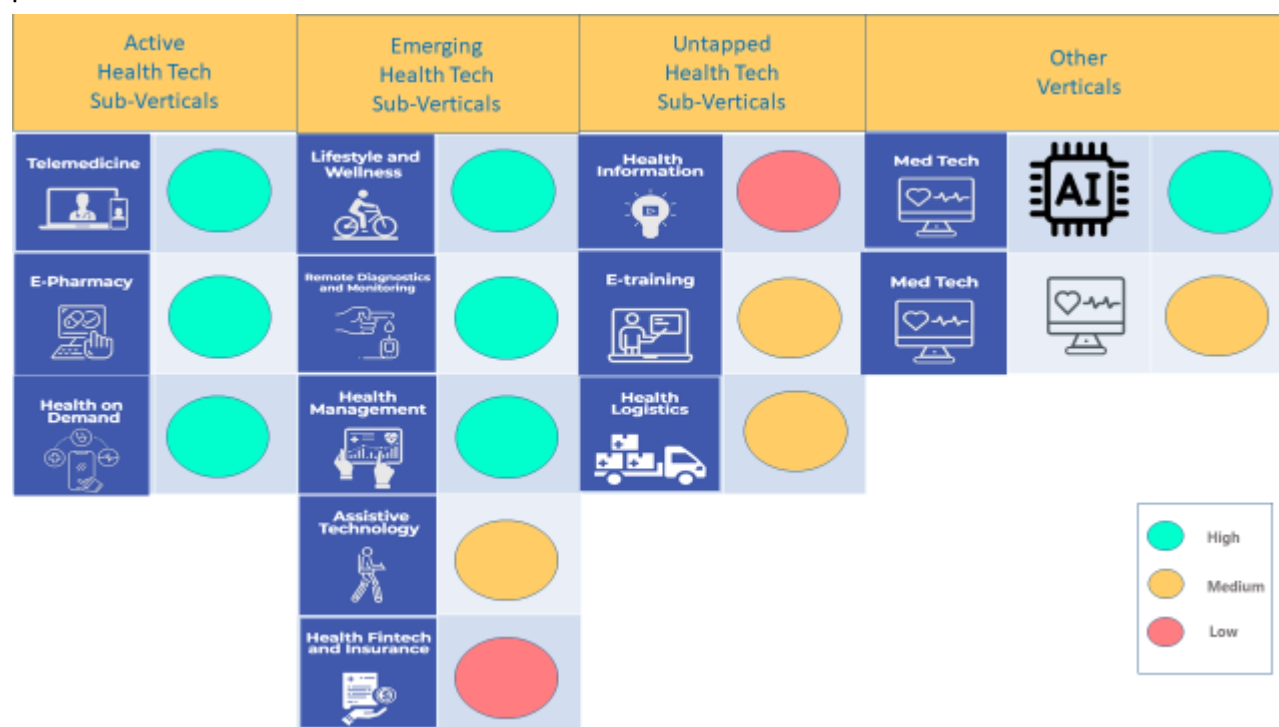 Active
Health Tech
Sub-Verticals
Emerging
Health Tech
Sub-Verticals
Untapped
Health Tech
Sub-Verticals
Other
Verticals
Telemedicine
Lifestyle and
Wellness
Health
Information
Med Tech
AI
E-Pharmacy
Remote Diagnostics
and Monitoring
E-training
Med Tech
Health on
Demand
Health
Management
Health
Logistics
Assistive
Technology
Health Fintech
and Insurance
High
Medium
Low